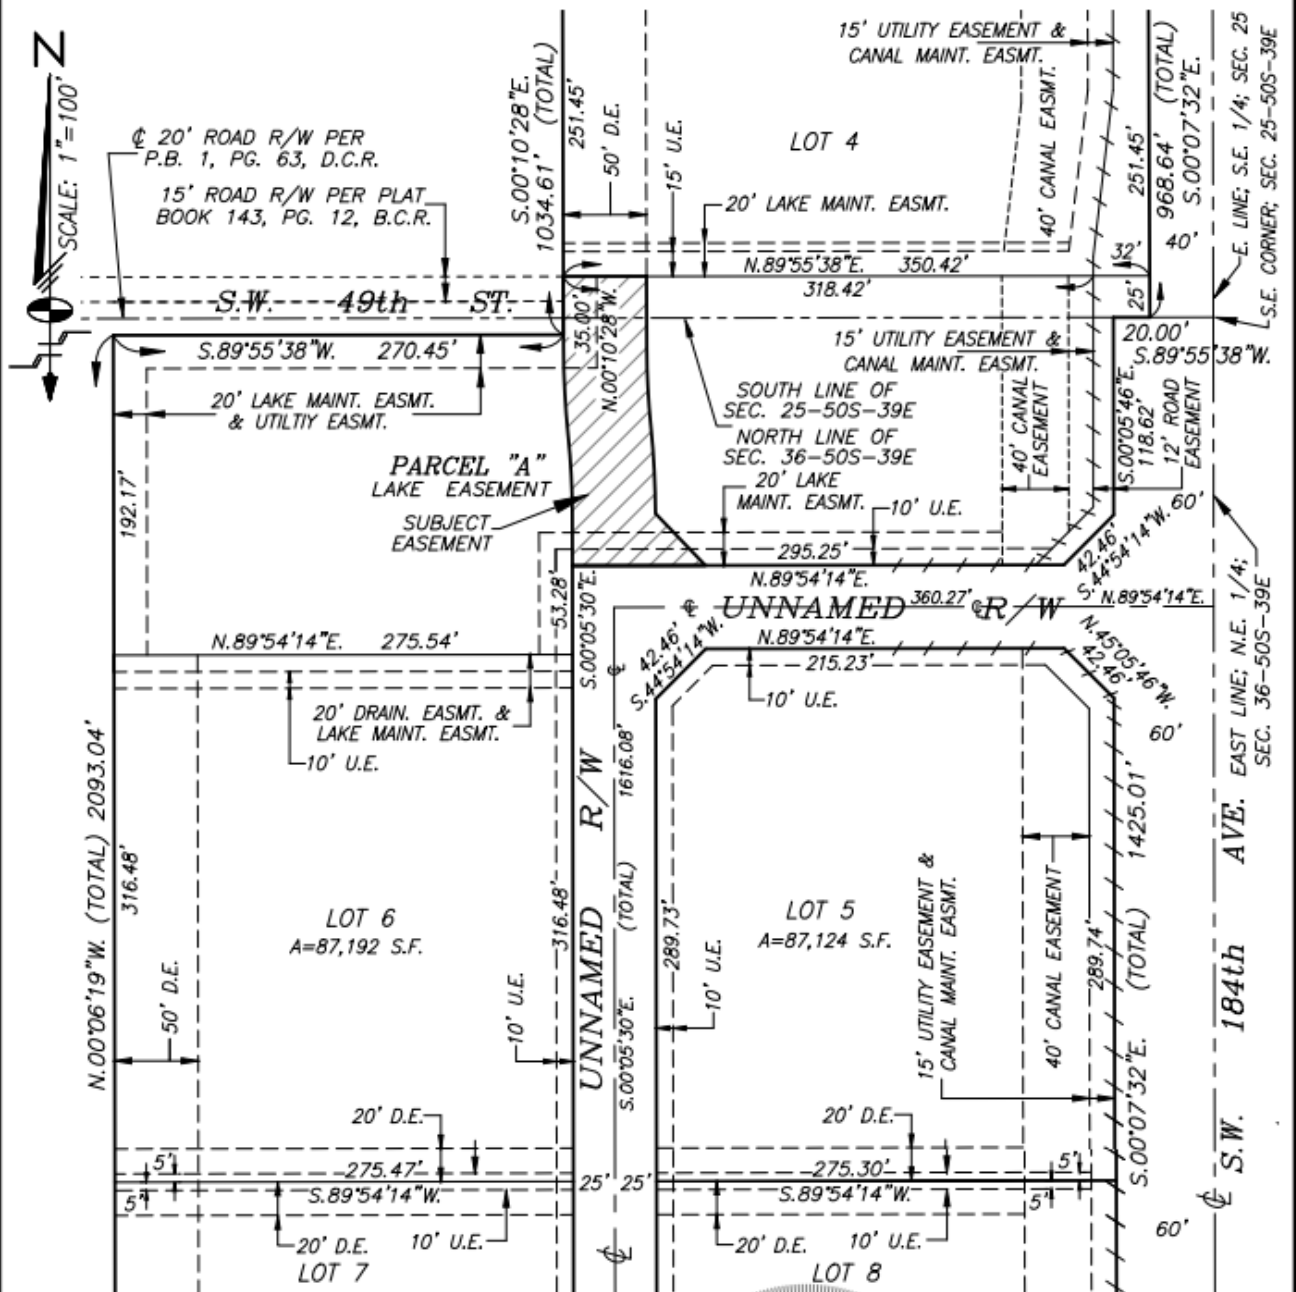 N
SCALE: 1"=100'
℄ 20' ROAD R/W PER
P.B. 1, PG. 63, D.C.R.
15' ROAD R/W PER PLAT
BOOK 143, PG. 12, B.C.R.
S.00°10'28"E.
1034.61' (TOTAL)
251.45'
50' D.E.
15' U.E.
15' UTILITY EASEMENT &
CANAL MAINT. EASMT.
LOT 4
40' CANAL EASMT.
20' LAKE MAINT. EASMT.
251.45'
968.64' (TOTAL)
S.00°07'32"E.
E. LINE; S.E. 1/4; SEC. 25
S.E. CORNER; SEC. 25-50S-39E
40'
32'
N.89°55'38"E. 350.42'
318.42'
25'
S.W. 49th ST.
35.00'
N.00°10'28"W.
20.00'
S.89°55'38"W.
S.89°55'38"W. 270.45'
15' UTILITY EASEMENT &
CANAL MAINT. EASMT.
20' LAKE MAINT. EASMT.
& UTILTIY EASMT.
SOUTH LINE OF
SEC. 25-50S-39E
NORTH LINE OF
SEC. 36-50S-39E
40' CANAL
EASEMENT
S.00°05'46"E.
118.62'
12' ROAD
EASEMENT
192.17'
PARCEL "A"
LAKE EASEMENT
SUBJECT
EASEMENT
20' LAKE
MAINT. EASMT.
10' U.E.
60'
42.46'
S.44°54'14"W.
295.25'
N.89°54'14"E.
53.28'
S.00°05'30"E.
℄ UNNAMED 360.27' ℄ R/W
N.89°54'14"E.
EAST LINE; N.E. 1/4;
SEC. 36-50S-39E
N.89°54'14"E. 275.54'
℄
42.46'
S.44°54'14"W.
N.89°54'14"E.
215.23'
10' U.E.
N.45°05'46"W.
42.46'
60'
20' DRAIN. EASMT. &
LAKE MAINT. EASMT.
10' U.E.
N.00°06'19"W. (TOTAL) 2093.04'
316.48'
50' D.E.
LOT 6
A=87,192 S.F.
316.48'
10' U.E.
UNNAMED R/W
S.00°05'30"E. (TOTAL) 1616.08'
289.73'
10' U.E.
LOT 5
A=87,124 S.F.
15' UTILITY EASEMENT &
CANAL MAINT. EASMT.
40' CANAL EASEMENT
289.74'
S.00°07'32"E. (TOTAL) 1425.01'
℄ S.W. 184th AVE.
20' D.E.
20' D.E.
5'
275.47'
S.89°54'14"W.
5'
25' 25'
275.30'
S.89°54'14"W.
5'
5'
20' D.E.
10' U.E.
℄
20' D.E.
10' U.E.
60'
LOT 7
LOT 8